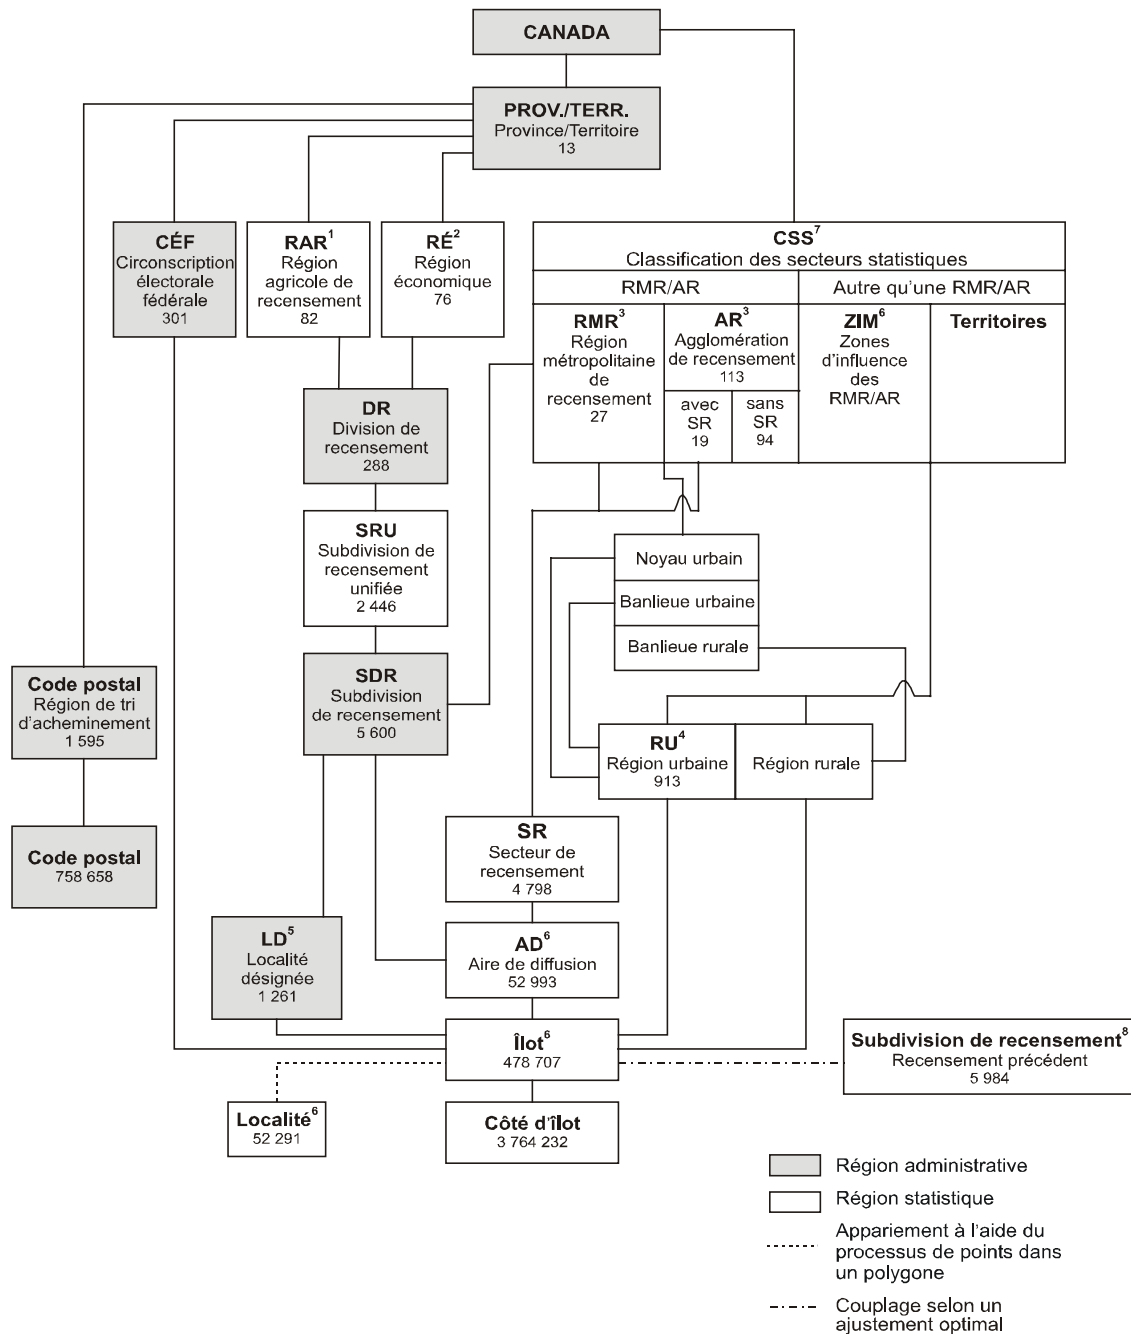 CANADA
PROV./TERR.
Province/Territoire
13
CÉF
Circonscription
électorale
fédérale
301
RAR¹
Région
agricole de
recensement
82
RÉ²
Région
économique
76
CSS⁷
Classification des secteurs statistiques
RMR/AR
Autre qu'une RMR/AR
RMR³
Région
métropolitaine
de
recensement
27
AR³
Agglomération
de recensement
113
avec
SR
19
sans
SR
94
ZIM⁶
Zones
d'influence
des
RMR/AR
Territoires
DR
Division de
recensement
288
SRU
Subdivision de
recensement
unifiée
2 446
SDR
Subdivision
de recensement
5 600
Noyau urbain
Banlieue urbaine
Banlieue rurale
Code postal
Région de tri
d'acheminement
1 595
Code postal
758 658
RU⁴
Région urbaine
913
Région rurale
SR
Secteur de
recensement
4 798
LD⁵
Localité
désignée
1 261
AD⁶
Aire de diffusion
52 993
Îlot⁶
478 707
Subdivision de recensement⁸
Recensement précédent
5 984
Localité⁶
52 291
Côté d'îlot
3 764 232
Région administrative
Région statistique
Appariement à l'aide du
processus de points dans
un polygone
Couplage selon un
ajustement optimal